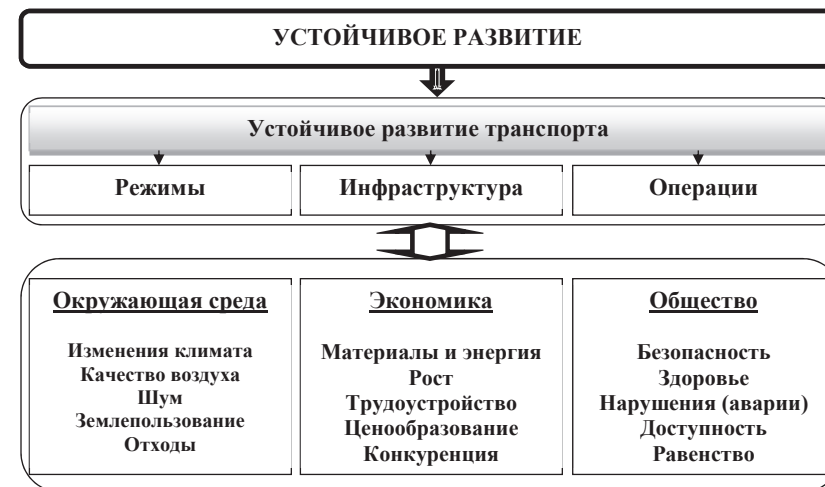 УСТОЙЧИВОЕ РАЗВИТИЕ
Устойчивое развитие транспорта
Режимы
Инфраструктура
Операции
Окружающая среда
Изменения климата
Качество воздуха
Шум
Землепользование
Отходы
Экономика
Материалы и энергия
Рост
Трудоустройство
Ценообразование
Конкуренция
Общество
Безопасность
Здоровье
Нарушения (аварии)
Доступность
Равенство